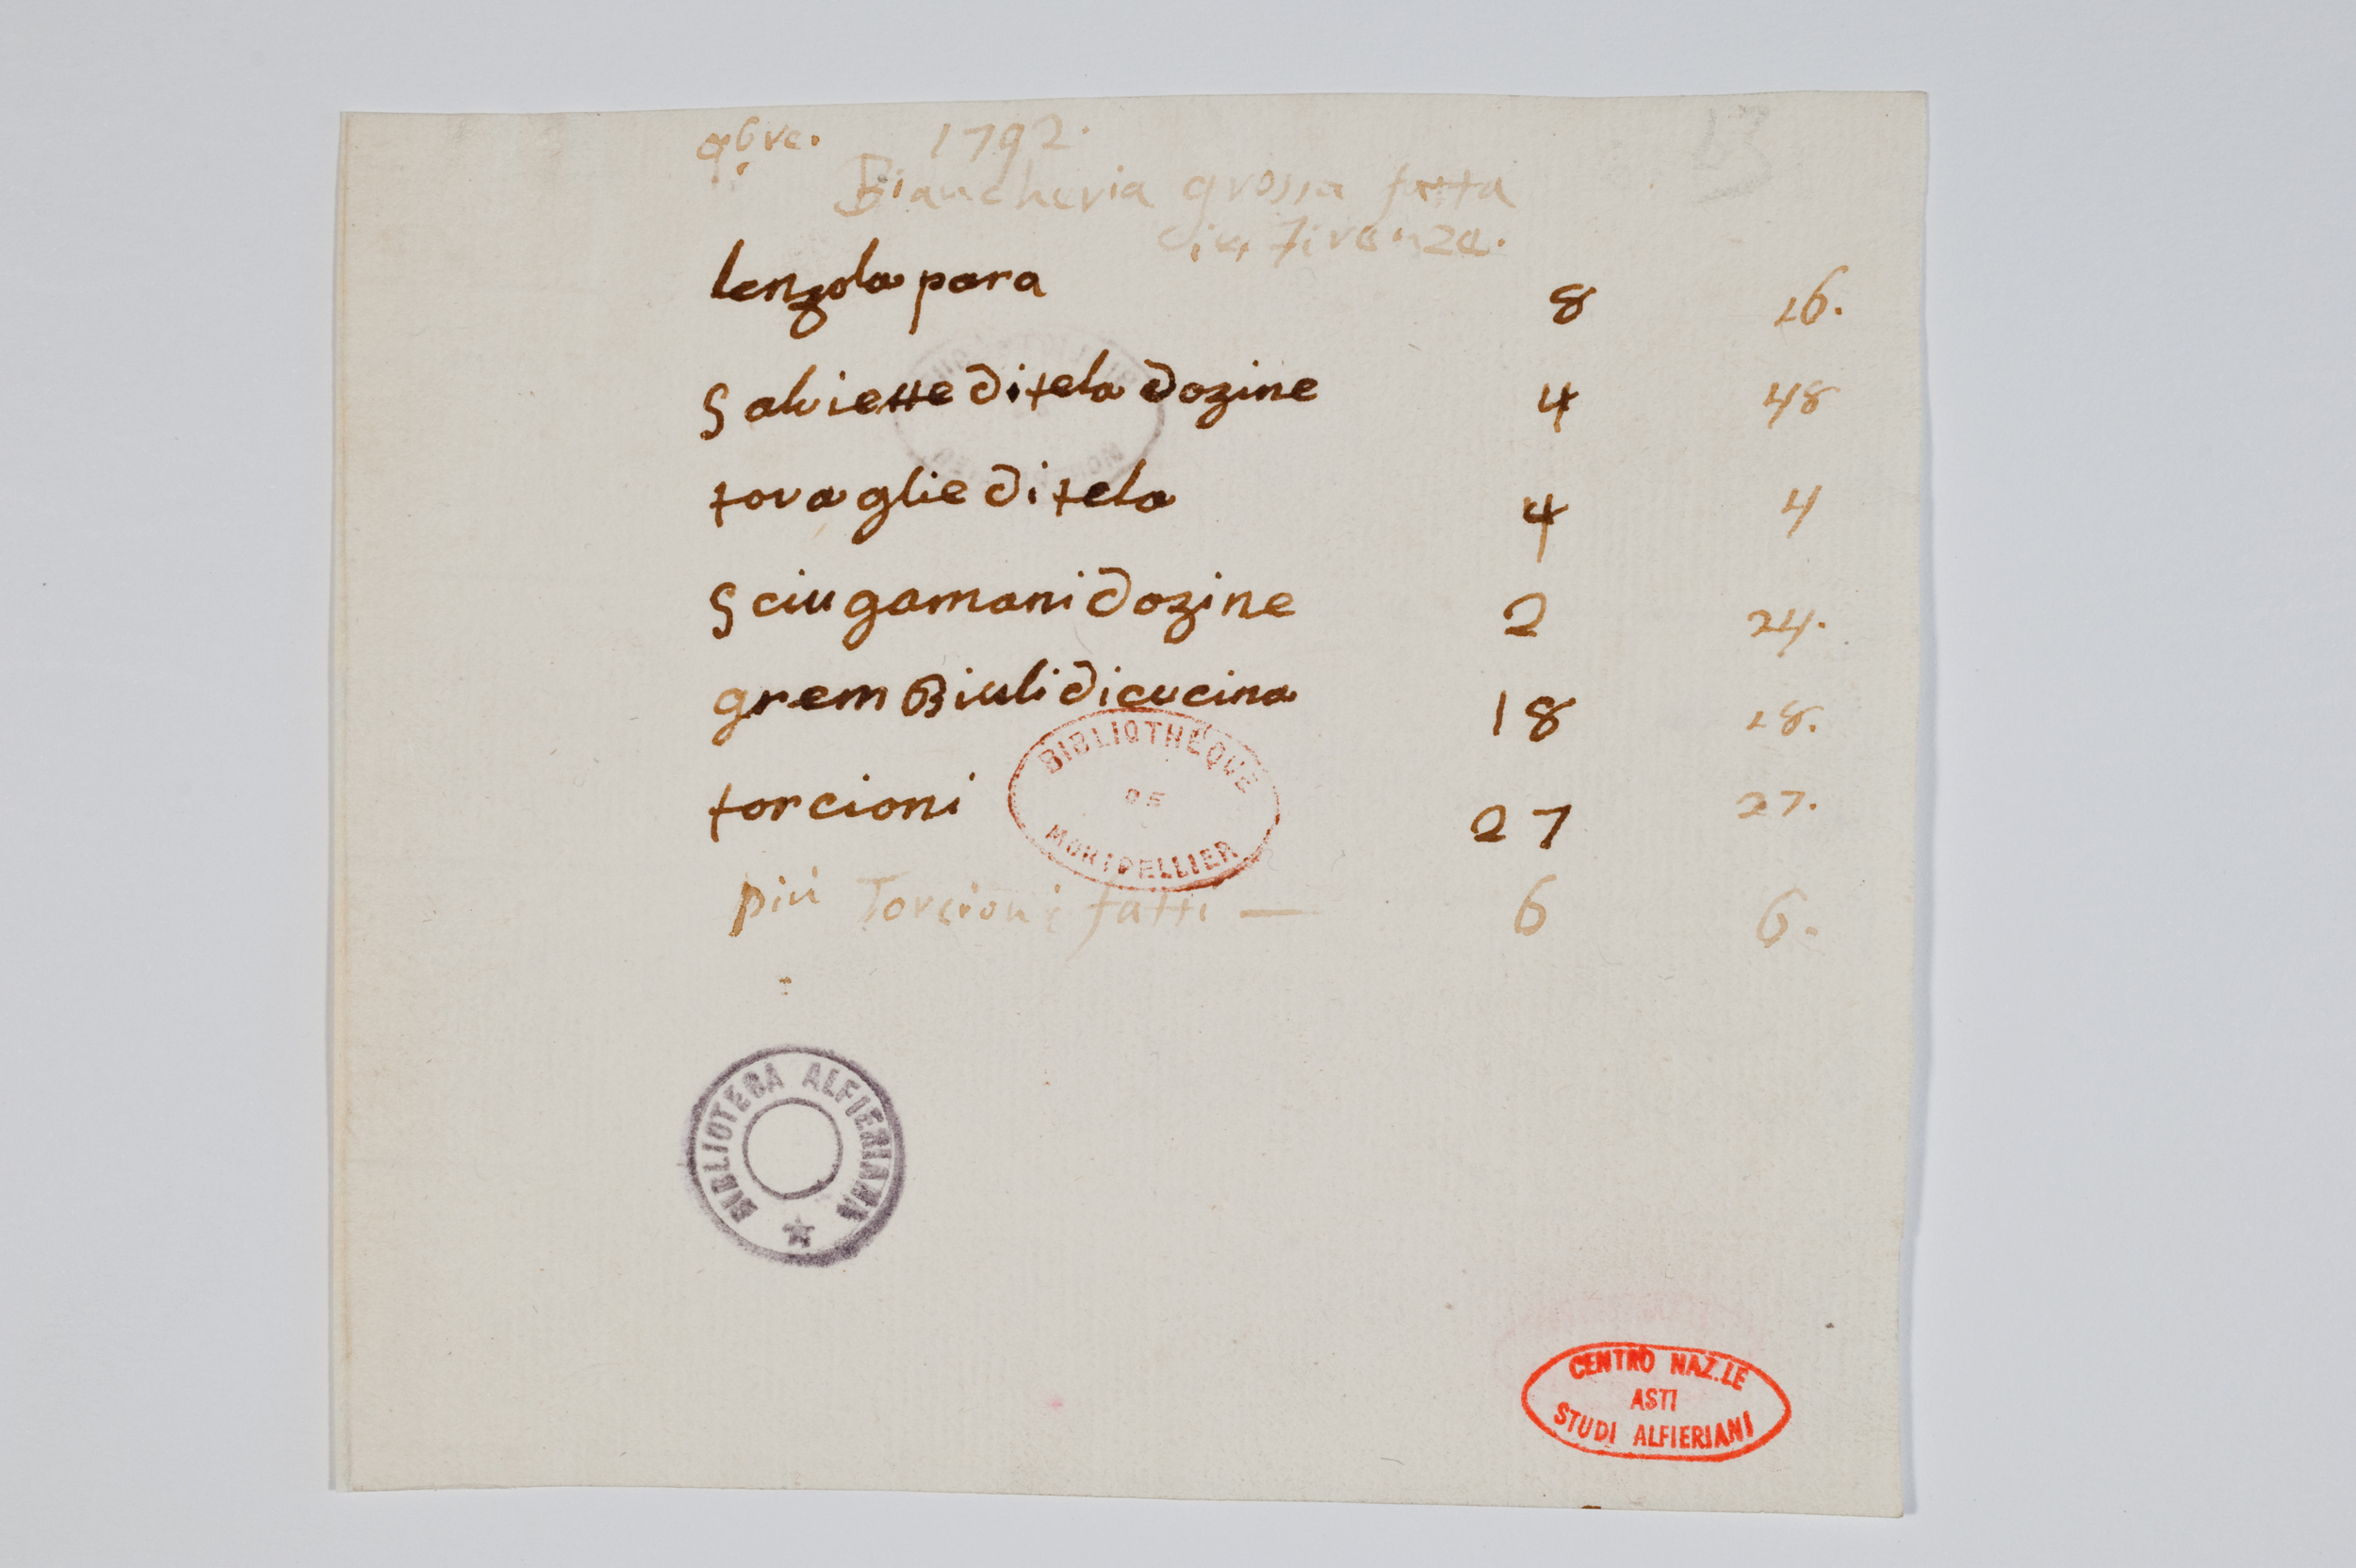 9bre. 1792.
Biancheria grossa fatta
in Firenze.
lenzola para 8 16.
Salviette di tela dozine 4 48
tovaglie di tela 4 4
Sciugamani dozine 2 24.
gremBiuli di cucina 18 18.
torcioni 27 27.
più Torcioni fatti — 6 6.
BIBLIOTHEQUE
DE
MONTPELLIER
BIBLIOTECA ALFIERIANA
CENTRO NAZ.LE
ASTI
STUDI ALFIERIANI